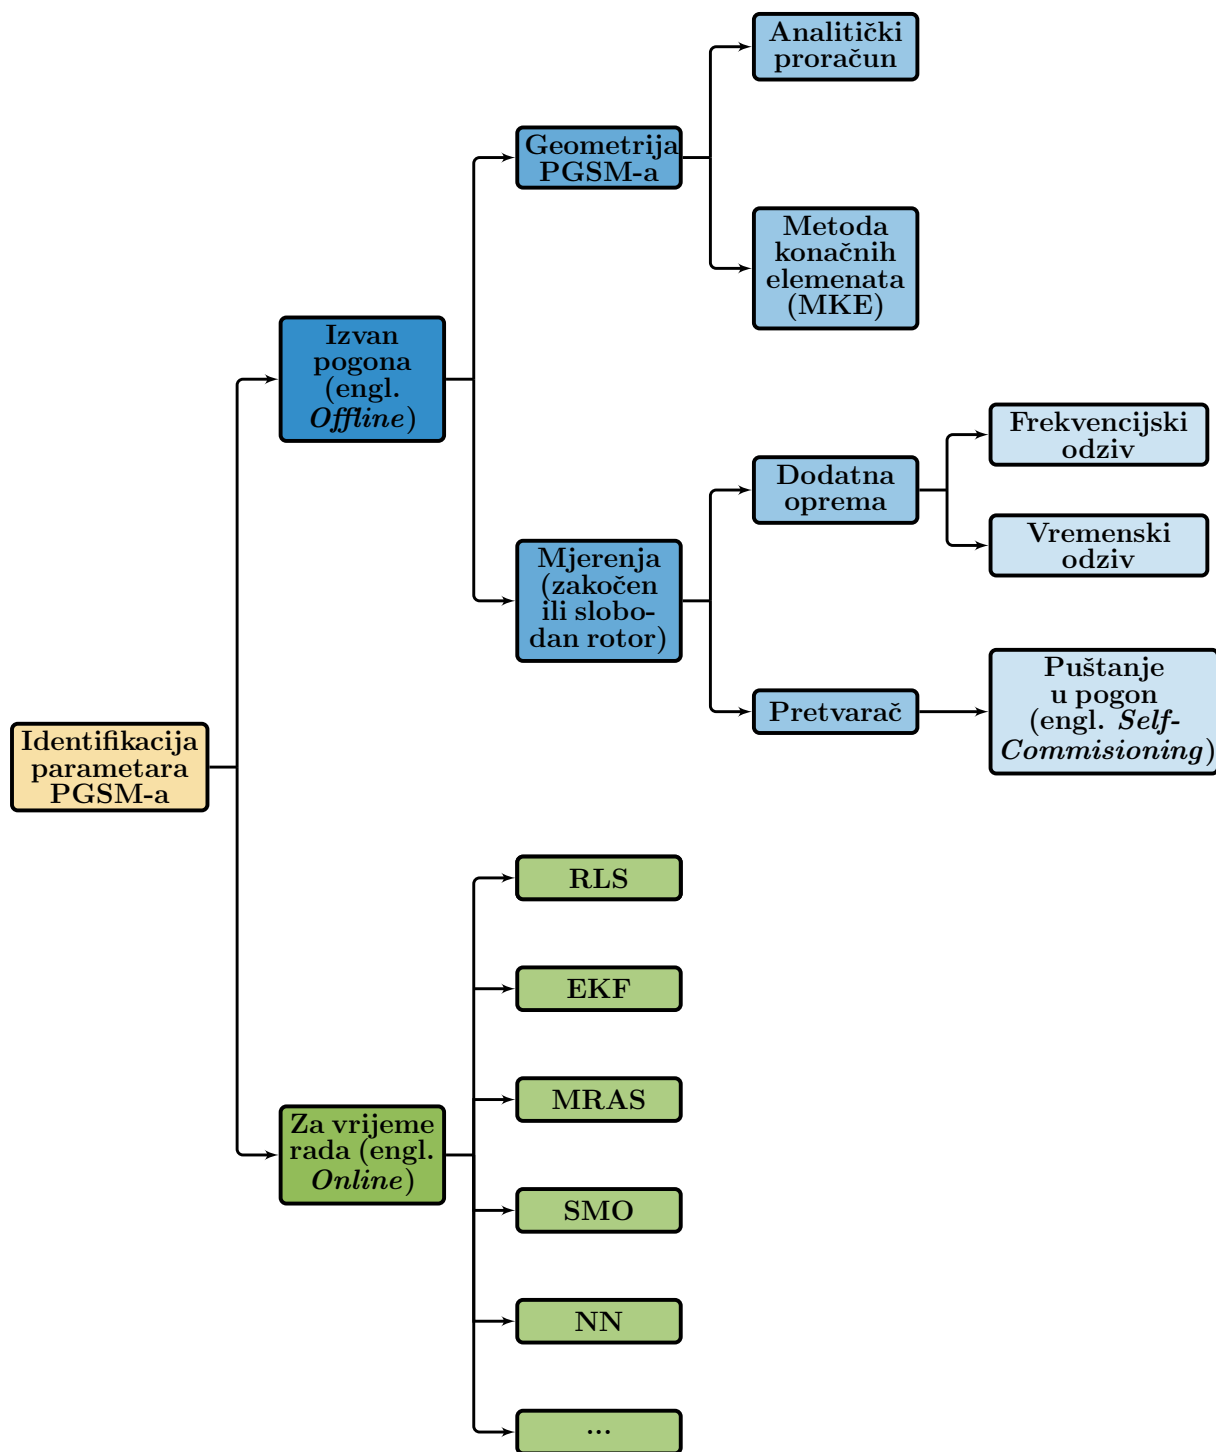 Analitički
proračun
Geometrija
PGSM-a
Metoda
konačnih
elemenata
(MKE)
Izvan
pogona
(engl.
Offline)
Frekvencijski
odziv
Dodatna
oprema
Vremenski
odziv
Mjerenja
(zakočen
ili slobo-
dan rotor)
Puštanje
u pogon
(engl. Self-
Commisioning)
Pretvarač
Identifikacija
parametara
PGSM-a
RLS
EKF
MRAS
Za vrijeme
rada (engl.
Online)
SMO
NN
...